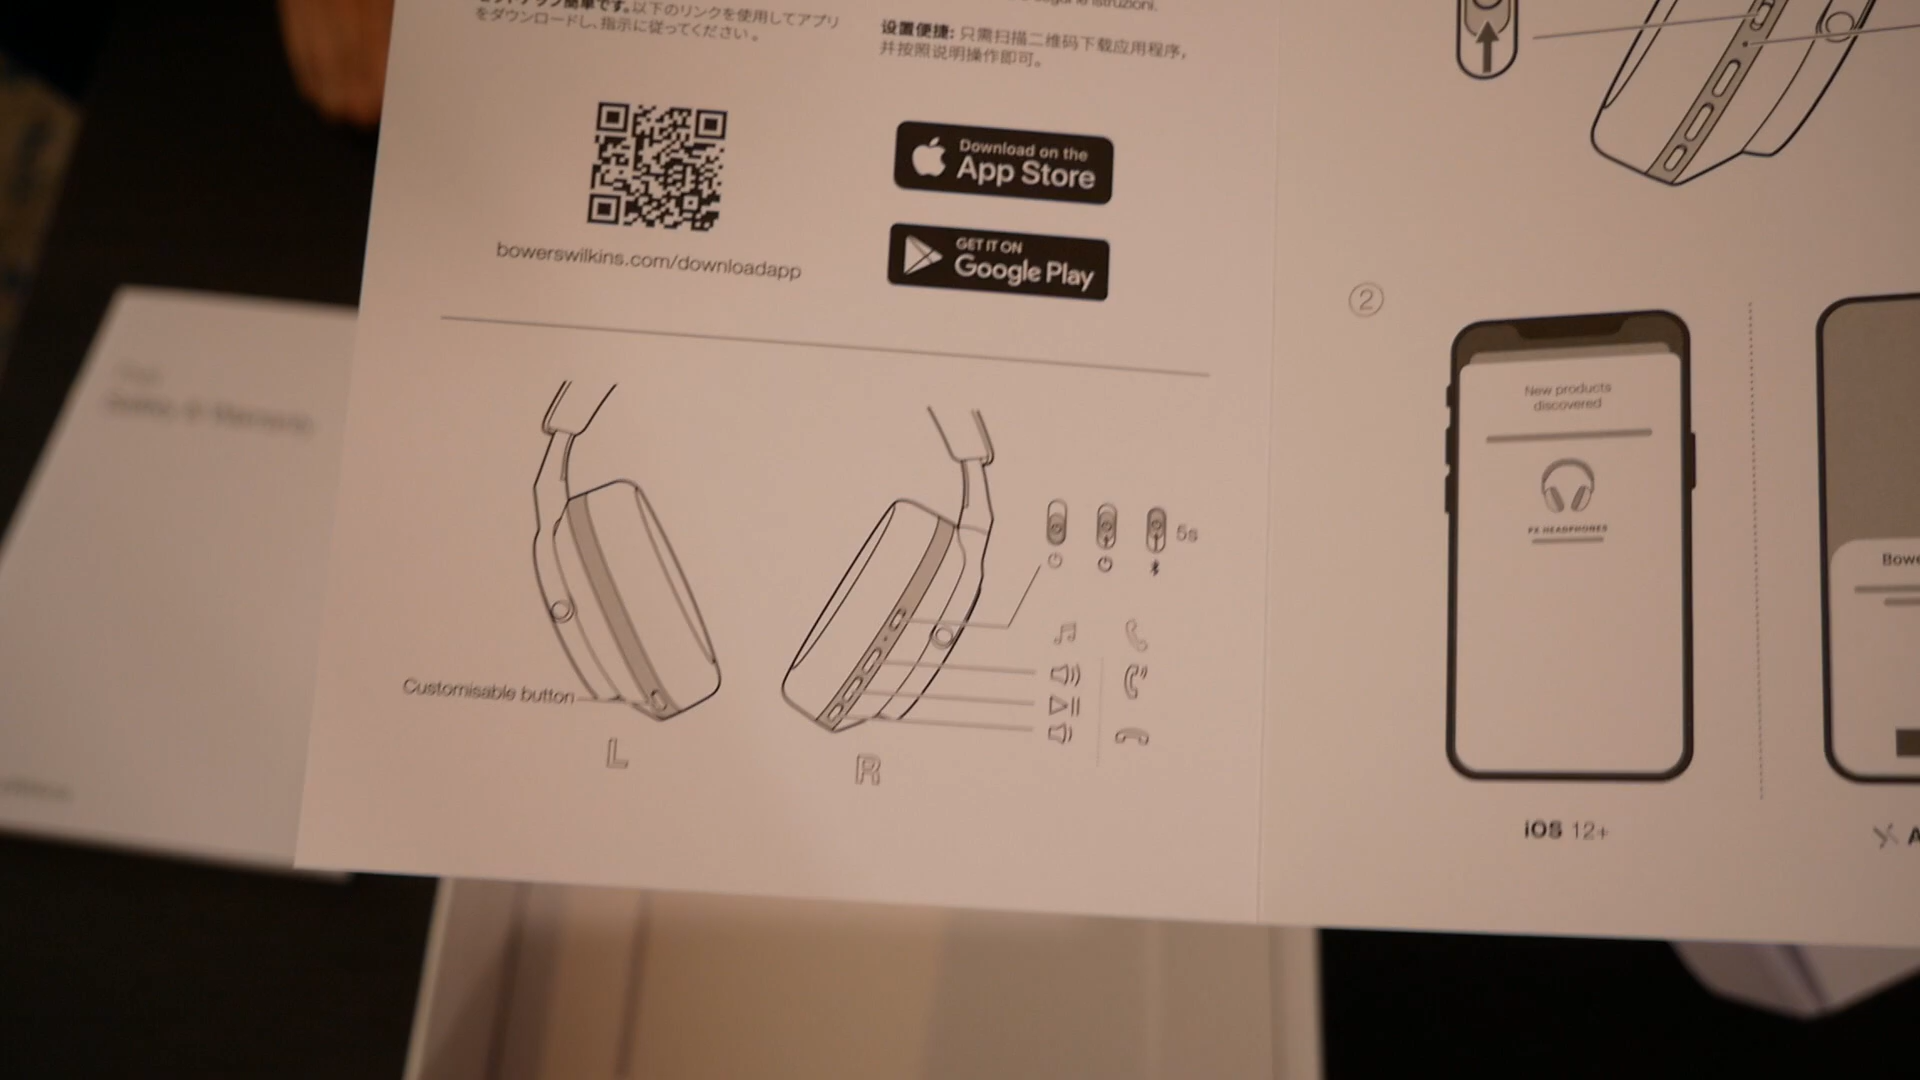 以下のリンクを使用してアプリ
をダウンロードし、指示に従ってください。
设置便捷: 只需扫描二维码下载应用程序,
并按照说明操作即可。
bowerswilkins.com/downloadapp
Download on the
App Store
GET IT ON
Google Play
5s
Customisable button
L
R
2
New products
discovered
PX HEADPHONES
iOS 12+